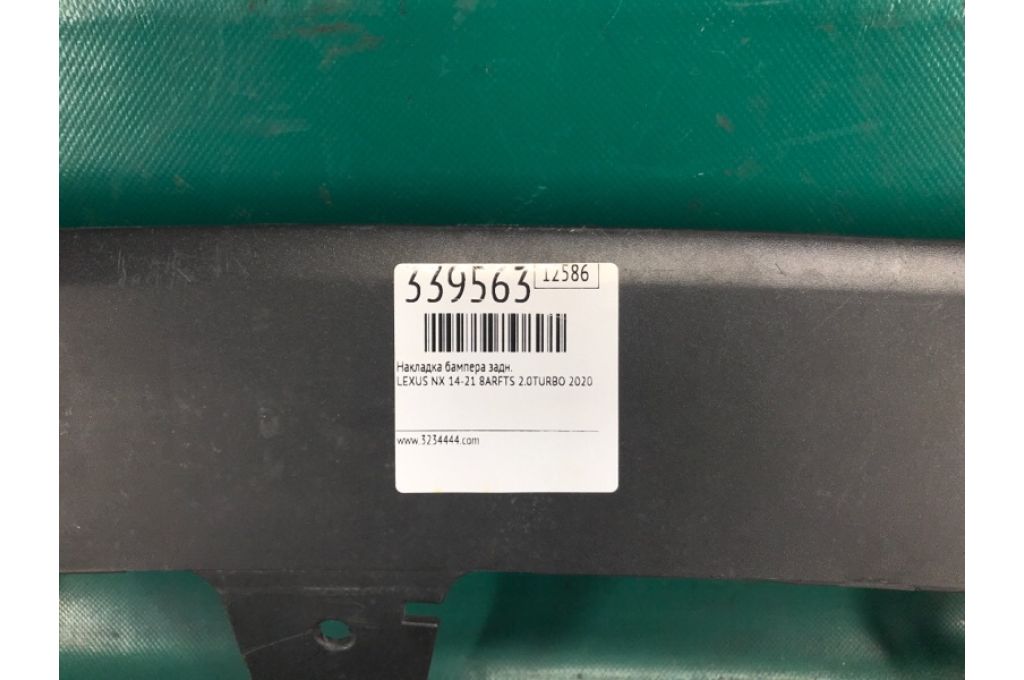 339563 12586
Накладка бампера задн.
LEXUS NX 14-21 8ARFTS 2.0TURBO 2020
www.3234444.com